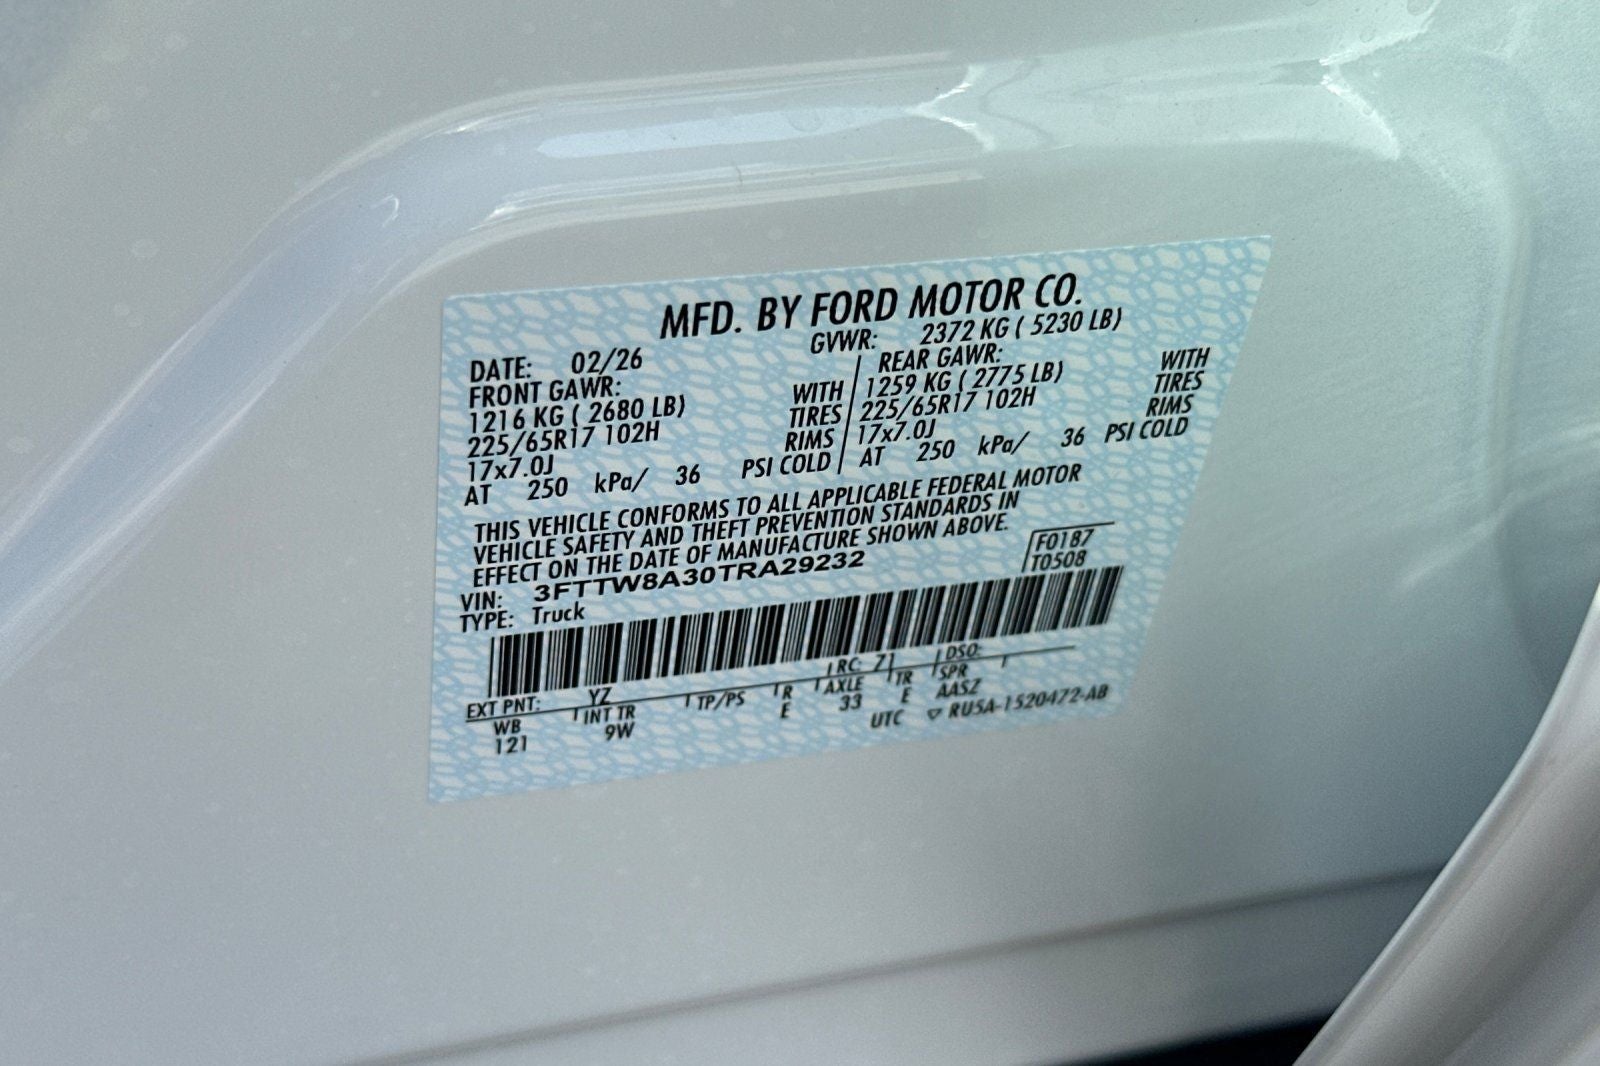 MFD. BY FORD MOTOR CO.
DATE: 02/26 GVWR: 2372 KG ( 5230 LB)
FRONT GAWR: REAR GAWR:
1216 KG ( 2680 LB) WITH 1259 KG ( 2775 LB) WITH
225/65R17 102H TIRES 225/65R17 102H TIRES
17x7.0J RIMS 17x7.0J RIMS
AT 250 kPa/ 36 PSI COLD AT 250 kPa/ 36 PSI COLD
THIS VEHICLE CONFORMS TO ALL APPLICABLE FEDERAL MOTOR
VEHICLE SAFETY AND THEFT PREVENTION STANDARDS IN
EFFECT ON THE DATE OF MANUFACTURE SHOWN ABOVE.
VIN: 3FTTW8A30TRA29232 F0187
TYPE: Truck T0508
EXT PNT: YZ RC: 71 DSO:
WB INT TR TP/PS R AXLE TR SPR
121 9W E 33 E AASZ
UTC ▽ RU5A-1520472-AB